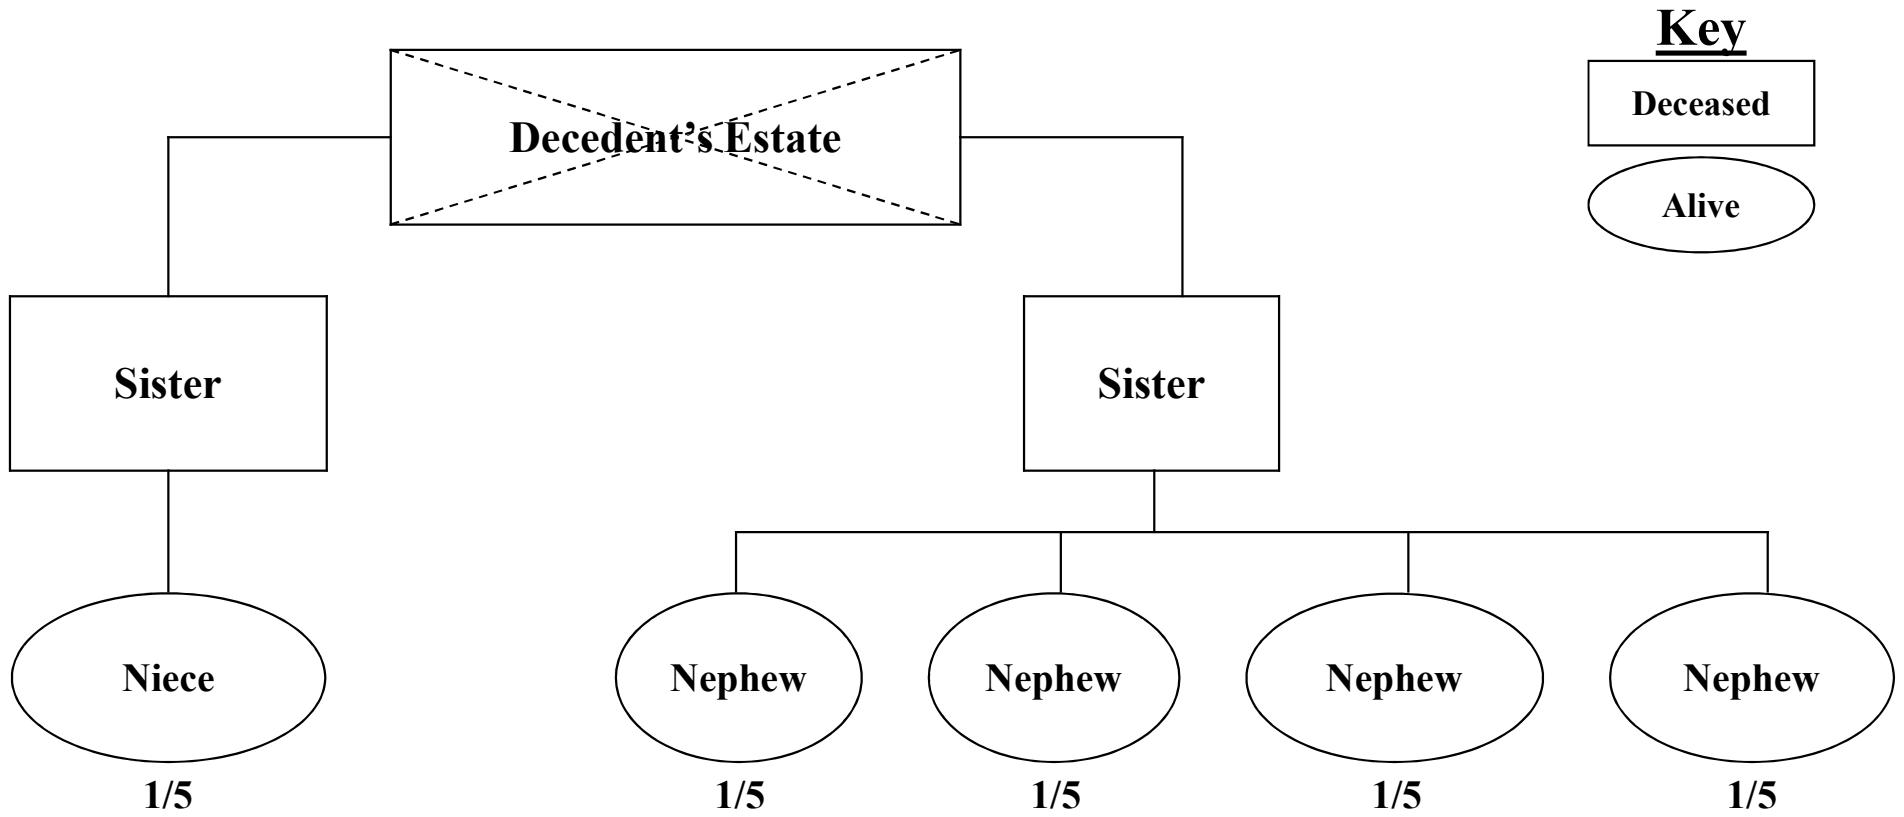 Key
Deceased
Alive
Decedent’s Estate
Sister
Sister
Niece
Nephew
Nephew
Nephew
Nephew
1/5
1/5
1/5
1/5
1/5